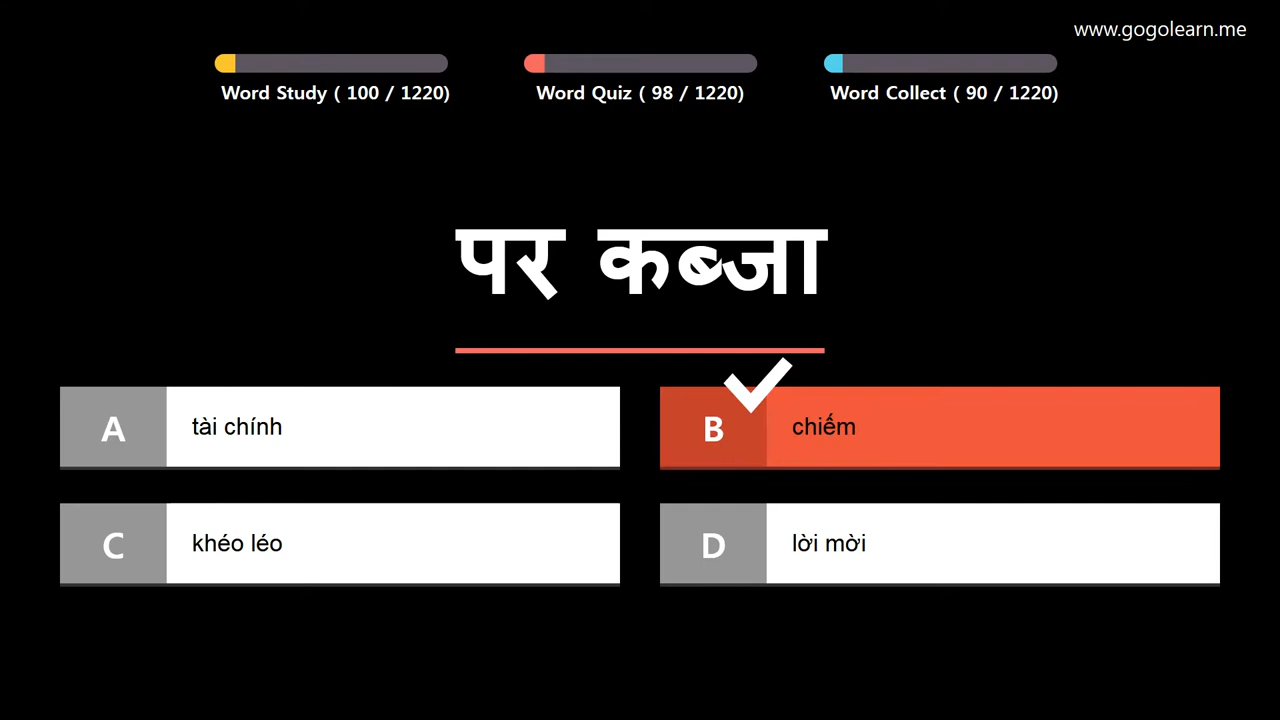 www.gogolearn.me
Word Study ( 100 / 1220)
Word Quiz ( 98 / 1220)
Word Collect ( 90 / 1220)
पर कब्जा
A
tài chính
B
chiếm
C
khéo léo
D
lời mời